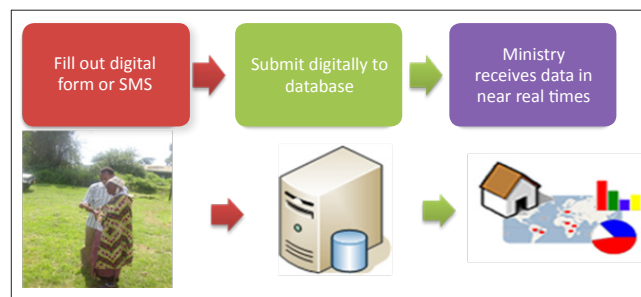 Fill out digital
form or SMS
Submit digitally to
database
Ministry
receives data in
near real times